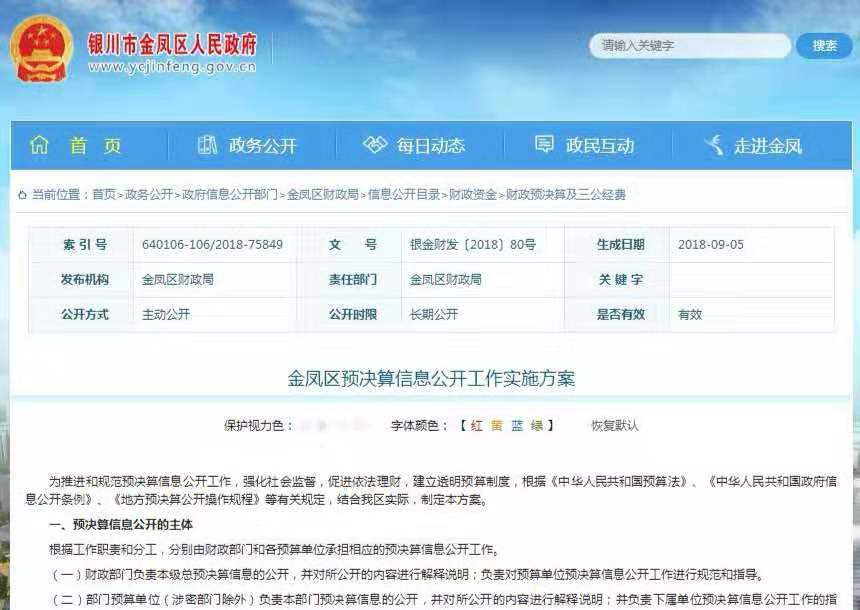 银川市金凤区人民政府
www.ycjinfeng.gov.cn
请输入关键字
搜索
首 页
政务公开
每日动态
政民互动
走进金凤
当前位置：首页>政务公开>政府信息公开部门>金凤区财政局>信息公开目录>财政资金>财政预决算及三公经费
索 引 号 640106-106/2018-75849 文 号 银金财发〔2018〕80号 生成日期 2018-09-05
发布机构 金凤区财政局 责任部门 金凤区财政局 关 键 字
公开方式 主动公开 公开时限 长期公开 是否有效 有效
金凤区预决算信息公开工作实施方案
保护视力色： 字体颜色：【 红 黄 蓝 绿 】 恢复默认
为推进和规范预决算信息公开工作，强化社会监督，促进依法理财，建立透明预算制度，根据《中华人民共和国预算法》、《中华人民共和国政府信
息公开条例》、《地方预决算公开操作规程》等有关规定，结合我区实际，制定本方案。
一、预决算信息公开的主体
根据工作职责和分工，分别由财政部门和各预算单位承担相应的预决算信息公开工作。
（一）财政部门负责本级总预决算信息的公开，并对所公开的内容进行解释说明；负责对预算单位预决算信息公开工作进行规范和指导。
（二）部门预算单位（涉密部门除外）负责本部门预决算信息的公开，并对所公开的内容进行解释说明；并负责下属单位预决算信息公开工作的指